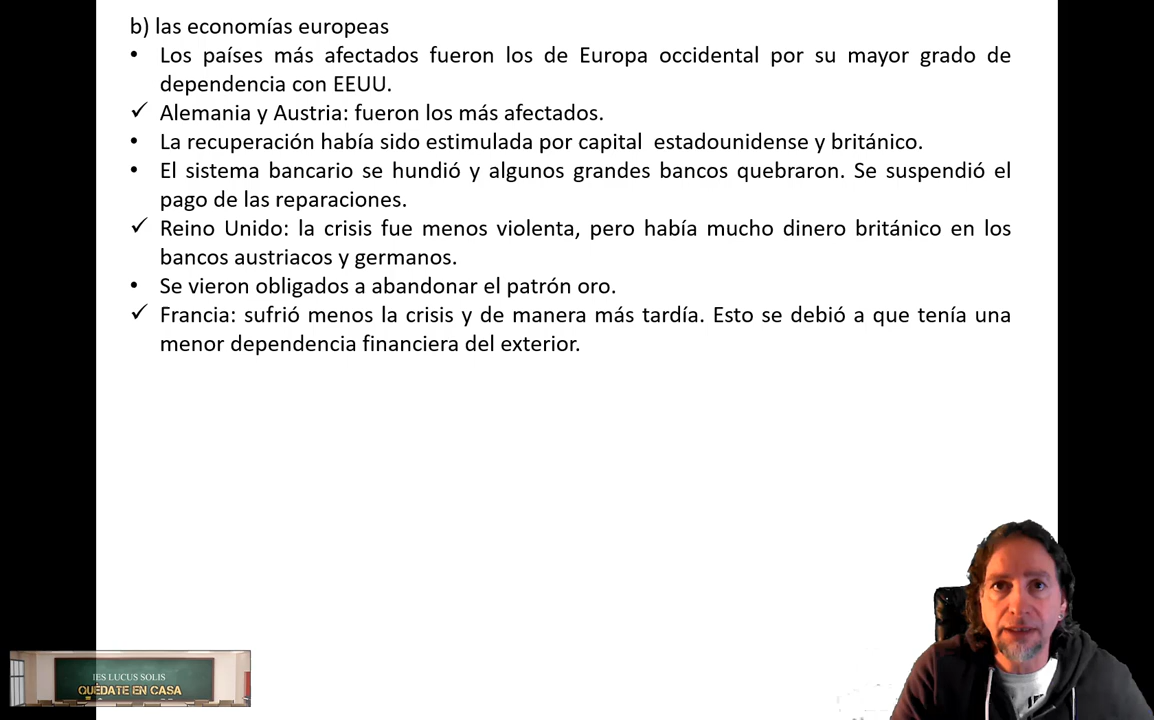 b) las economías europeas
• Los países más afectados fueron los de Europa occidental por su mayor grado de
dependencia con EEUU.
✓ Alemania y Austria: fueron los más afectados.
• La recuperación había sido estimulada por capital estadounidense y británico.
• El sistema bancario se hundió y algunos grandes bancos quebraron. Se suspendió el
pago de las reparaciones.
✓ Reino Unido: la crisis fue menos violenta, pero había mucho dinero británico en los
bancos austriacos y germanos.
• Se vieron obligados a abandonar el patrón oro.
✓ Francia: sufrió menos la crisis y de manera más tardía. Esto se debió a que tenía una
menor dependencia financiera del exterior.
IES LUCUS SOLIS
QUÉDATE EN CASA